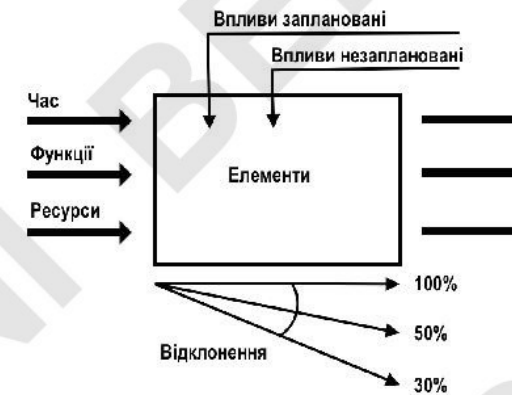 Впливи заплановані
Впливи незаплановані
Час
Функції
Ресурси
Елементи
100%
50%
30%
Відхилення